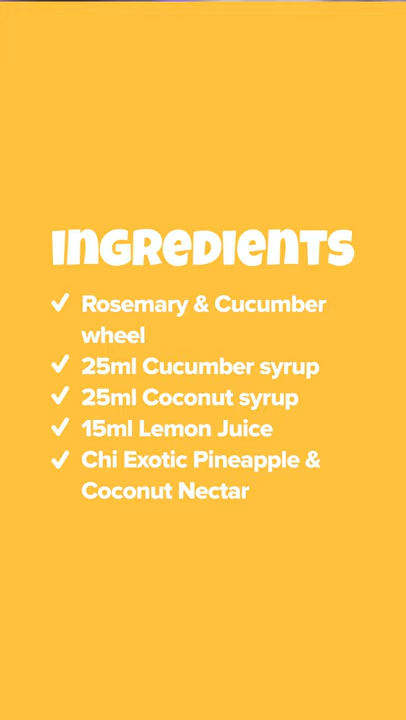 Ingredients
✓ Rosemary & Cucumber
wheel
✓ 25ml Cucumber syrup
✓ 25ml Coconut syrup
✓ 15ml Lemon Juice
✓ Chi Exotic Pineapple &
Coconut Nectar